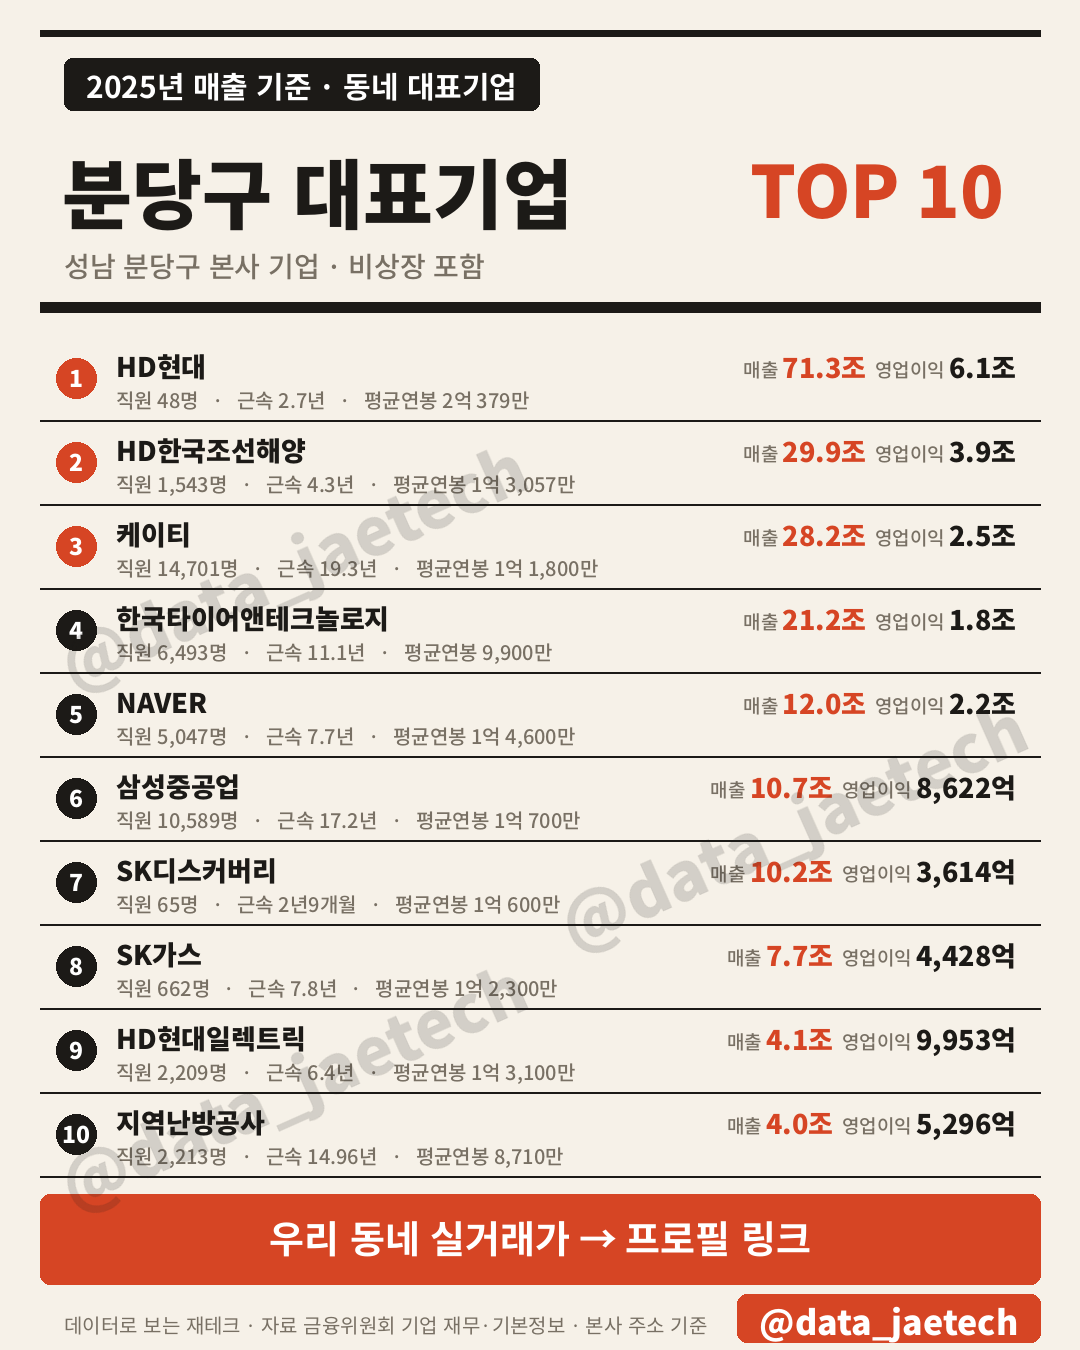 2025년 매출 기준 · 동네 대표기업
분당구 대표기업 TOP 10
성남 분당구 본사 기업 · 비상장 포함
1 HD현대 매출 71.3조 영업이익 6.1조
직원 48명 · 근속 2.7년 · 평균연봉 2억 379만
2 HD한국조선해양 매출 29.9조 영업이익 3.9조
직원 1,543명 · 근속 4.3년 · 평균연봉 1억 3,057만
3 케이티 매출 28.2조 영업이익 2.5조
직원 14,701명 · 근속 19.3년 · 평균연봉 1억 1,800만
4 한국타이어앤테크놀로지 매출 21.2조 영업이익 1.8조
직원 6,493명 · 근속 11.1년 · 평균연봉 9,900만
5 NAVER 매출 12.0조 영업이익 2.2조
직원 5,047명 · 근속 7.7년 · 평균연봉 1억 4,600만
6 삼성중공업 매출 10.7조 영업이익 8,622억
직원 10,589명 · 근속 17.2년 · 평균연봉 1억 700만
7 SK디스커버리 매출 10.2조 영업이익 3,614억
직원 65명 · 근속 2년9개월 · 평균연봉 1억 600만
8 SK가스 매출 7.7조 영업이익 4,428억
직원 662명 · 근속 7.8년 · 평균연봉 1억 2,300만
9 HD현대일렉트릭 매출 4.1조 영업이익 9,953억
직원 2,209명 · 근속 6.4년 · 평균연봉 1억 3,100만
10 지역난방공사 매출 4.0조 영업이익 5,296억
직원 2,213명 · 근속 14.96년 · 평균연봉 8,710만
@data_jaetech
@data_jaetech
@data_jaetech
우리 동네 실거래가 → 프로필 링크
데이터로 보는 재테크 · 자료 금융위원회 기업 재무·기본정보 · 본사 주소 기준 @data_jaetech